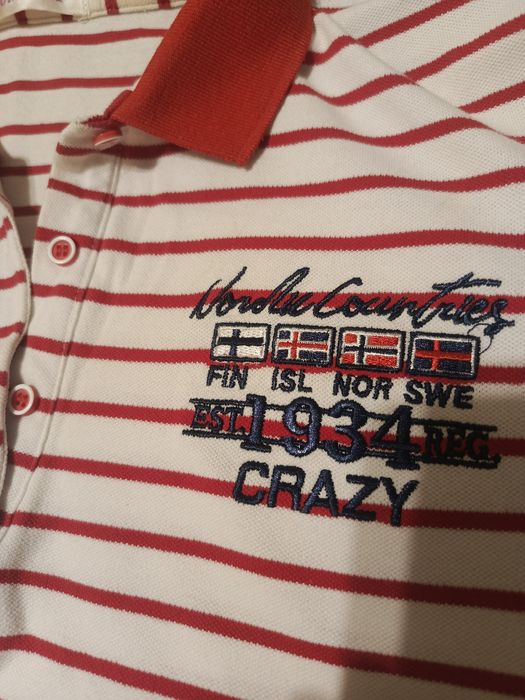 Nordic Countries
FIN ISL NOR SWE
EST. 1934 REG.
CRAZY